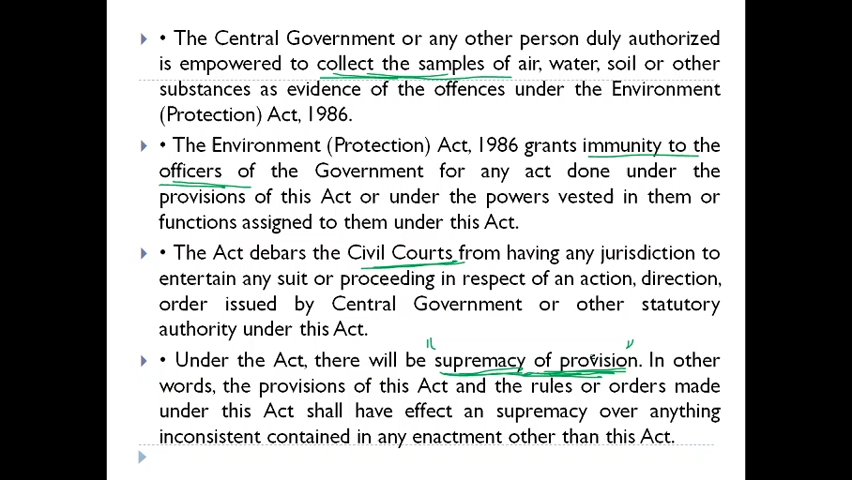 • The Central Government or any other person duly authorized
is empowered to collect the samples of air, water, soil or other
substances as evidence of the offences under the Environment
(Protection) Act, 1986.
• The Environment (Protection) Act, 1986 grants immunity to the
officers of the Government for any act done under the
provisions of this Act or under the powers vested in them or
functions assigned to them under this Act.
• The Act debars the Civil Courts from having any jurisdiction to
entertain any suit or proceeding in respect of an action, direction,
order issued by Central Government or other statutory
authority under this Act.
• Under the Act, there will be "supremacy of provision". In other
words, the provisions of this Act and the rules or orders made
under this Act shall have effect an supremacy over anything
inconsistent contained in any enactment other than this Act.